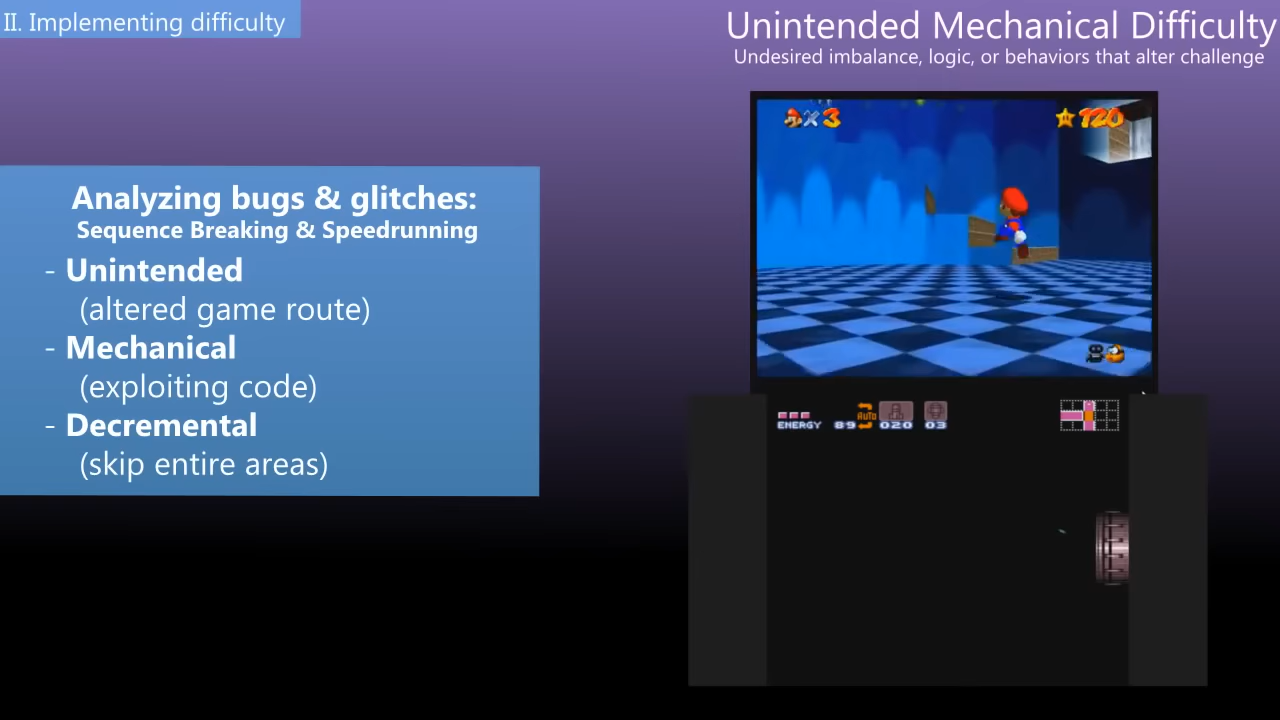 II. Implementing difficulty
Unintended Mechanical Difficulty
Undesired imbalance, logic, or behaviors that alter challenge
Analyzing bugs & glitches:
Sequence Breaking & Speedrunning
- Unintended
(altered game route)
- Mechanical
(exploiting code)
- Decremental
(skip entire areas)
x 3
120
AUTO
ENERGY 89 020 03